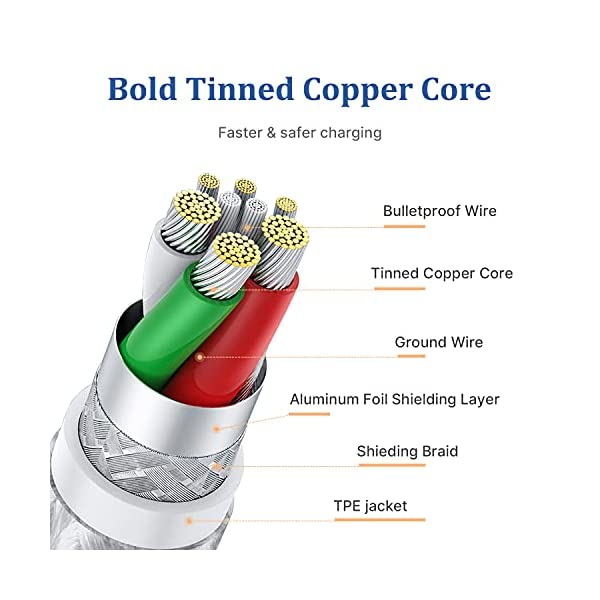 Bold Tinned Copper Core
Faster & safer charging
Bulletproof Wire
Tinned Copper Core
Ground Wire
Aluminum Foil Shielding Layer
Shieding Braid
TPE jacket